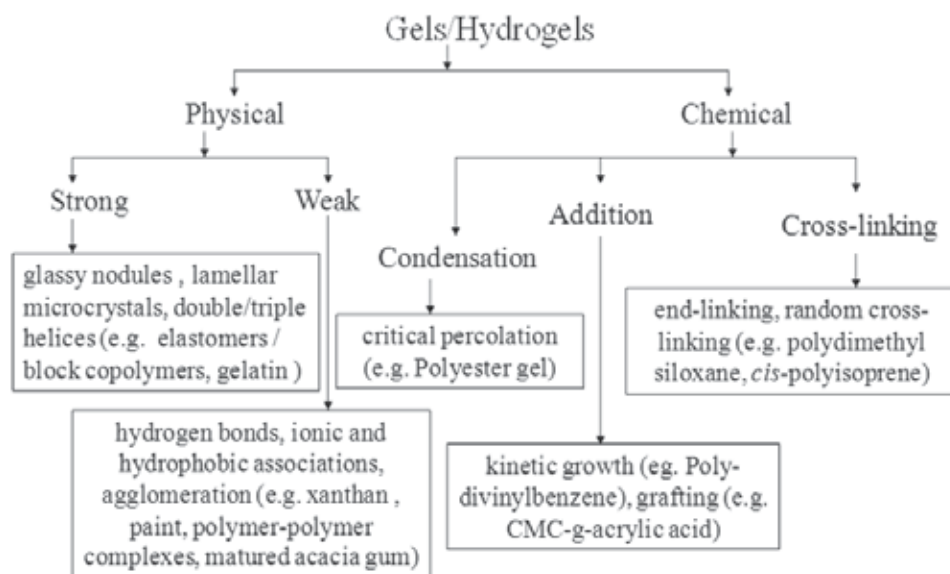 Gels/Hydrogels
Physical
Chemical
Strong
Weak
Condensation
Addition
Cross-linking
glassy nodules , lamellar
microcrystals, double/triple
helices (e.g. elastomers /
block copolymers, gelatin )
hydrogen bonds, ionic and
hydrophobic associations,
agglomeration (e.g. xanthan ,
paint, polymer-polymer
complexes, matured acacia gum)
critical percolation
(e.g. Polyester gel)
kinetic growth (eg. Poly-
divinylbenzene), grafting (e.g.
CMC-g-acrylic acid)
end-linking, random cross-
linking (e.g. polydimethyl
siloxane, cis-polyisoprene)